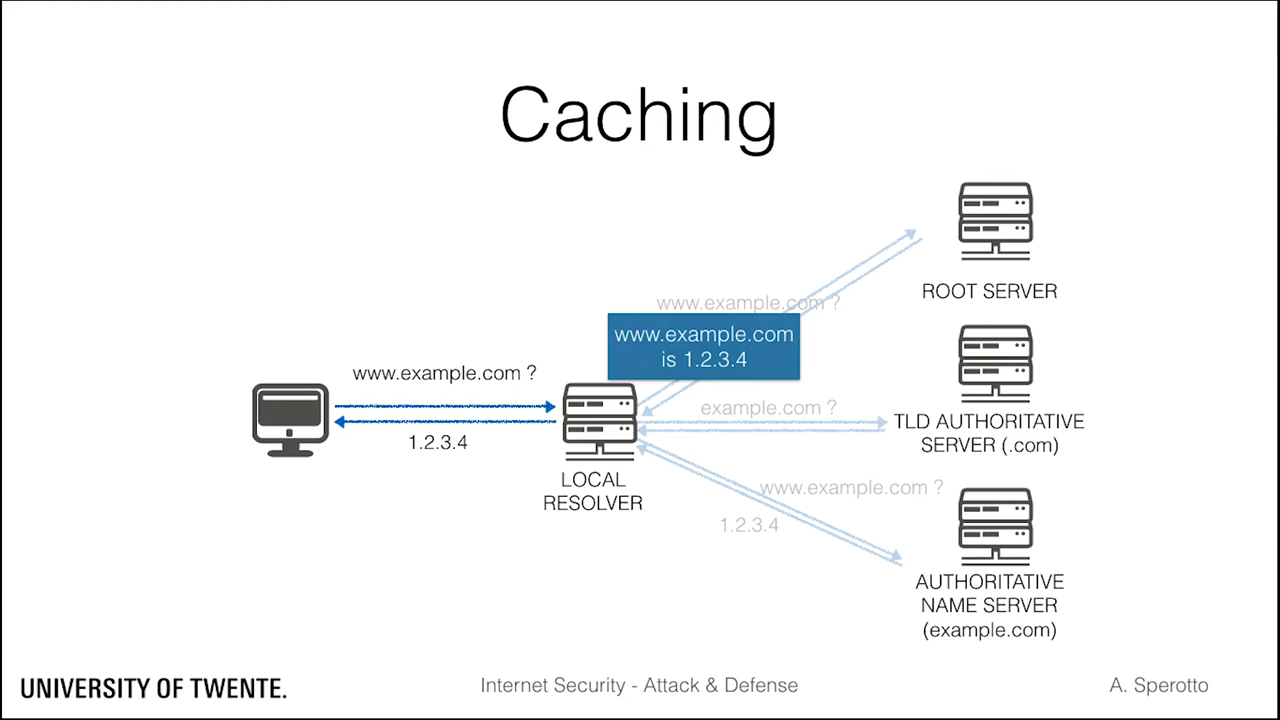 Caching
www.example.com ?
1.2.3.4
LOCAL
RESOLVER
www.example.com ?
www.example.com
is 1.2.3.4
example.com ?
www.example.com ?
1.2.3.4
ROOT SERVER
TLD AUTHORITATIVE
SERVER (.com)
AUTHORITATIVE
NAME SERVER
(example.com)
UNIVERSITY OF TWENTE.
Internet Security - Attack & Defense
A. Sperotto